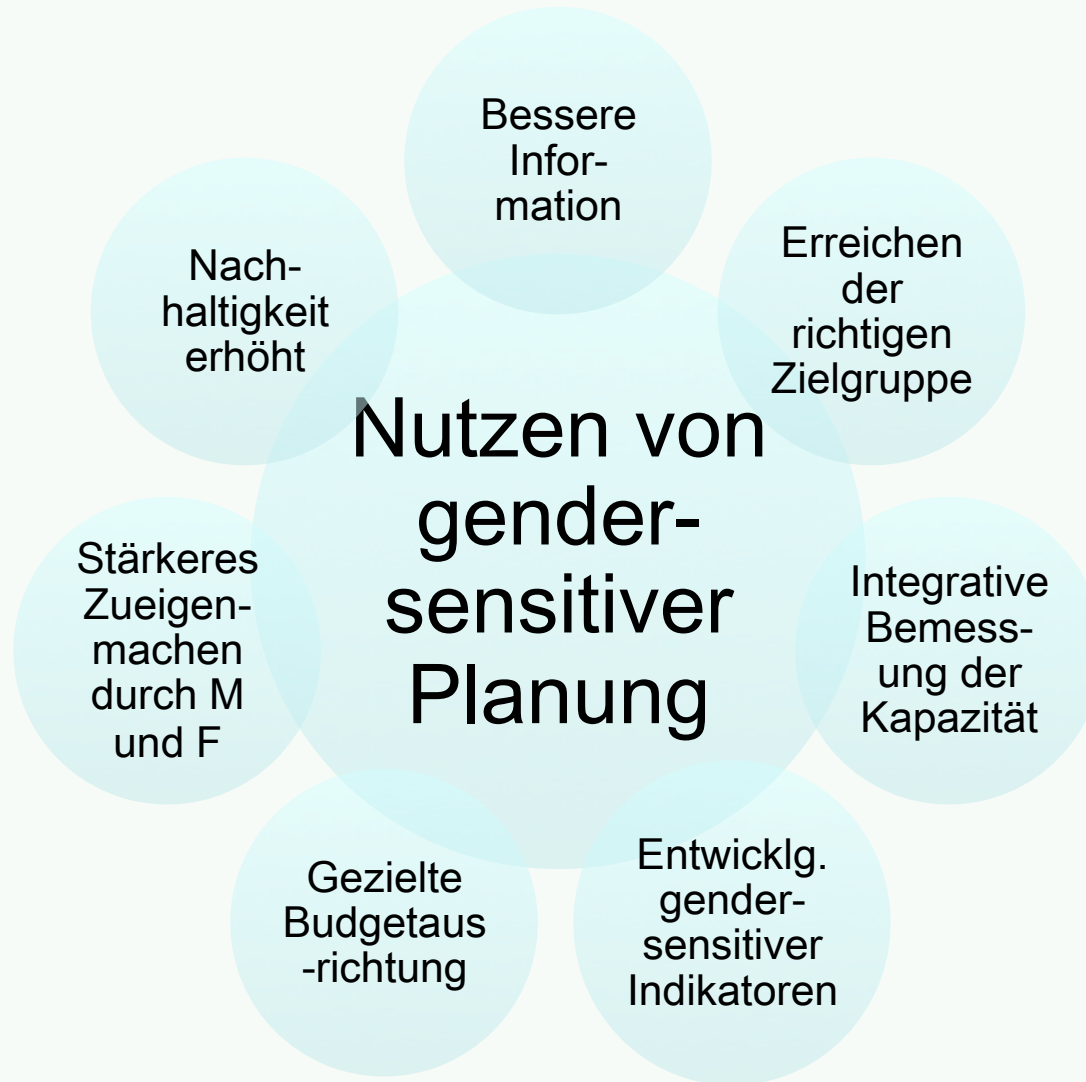 Bessere
Infor-
mation
Erreichen
der
richtigen
Zielgruppe
Integrative
Bemess-
ung der
Kapazität
Entwicklg.
gender-
sensitiver
Indikatoren
Gezielte
Budgetaus
-richtung
Stärkeres
Zueigen-
machen
durch M
und F
Nach-
haltigkeit
erhöht
Nutzen von
gender-
sensitiver
Planung